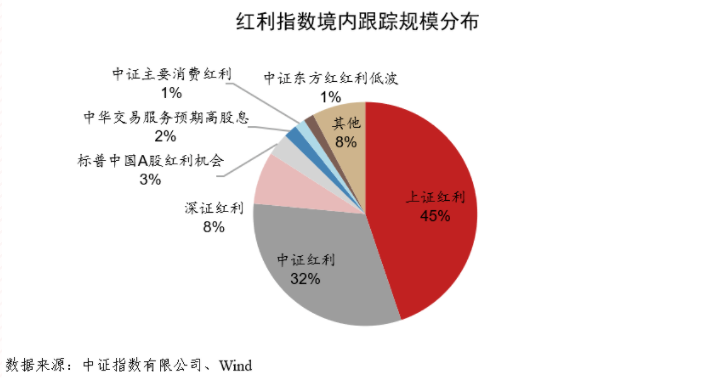 红利指数境内跟踪规模分布
中证主要消费红利
1%
中证东方红红利低波
1%
中华交易服务预期高股息
2%
其他
8%
标普中国A股红利机会
3%
上证红利
45%
深证红利
8%
中证红利
32%
数据来源：中证指数有限公司、Wind